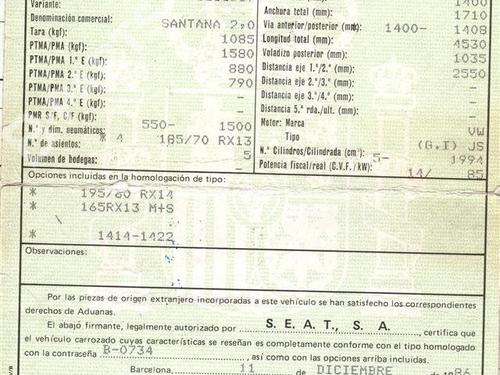 Variante:
Denominación comercial: SANTANA 2.0
Tara (kgf): 1085
PTMA/PMA (kgf): 1580
PTMA/PMA 1.º E (kgf): 880
PTMA/PMA 2.º E (kgf): 790
PTMA/PMA 3.º E (kgf): —
PTMA/PMA 4.º E (kgf): —
PMR S/F, C/F (kgf): 550- 1500
N.º y dim. neumáticos: * 4 185/70 RX13
N.º de asientos: 5
Volumen de bodegas: —
Anchura total (mm): 1400
Vía anterior/posterior (mm): 1400- 1710
Longitud total (mm): 1408
Voladizo posterior (mm): 4530
Distancia eje 1.º/2.º (mm): 1035
Distancia eje 2.º/3.º (mm): 2550
Distancia eje 3.º/4.º (mm): —
Distancia 5.ª rda./ult. (mm): —
Motor: Marca —
Tipo VW
(G.I) JS
N.º Cilindros/Cilindrada (cm³): 5- 1994
Potencia fiscal/real (C.V.F. / kW): 14/ 85
Opciones incluidas en la homologación de tipo:
* 195/60 RX14
* 165RX13 M+S
* 1414-1422
Observaciones:
Por las piezas de origen extranjero incorporadas a este vehículo se han satisfecho los correspondientes
derechos de Aduanas.
El abajo firmante, legalmente autorizado por S. E. A T., S. A. , certifica que
el vehículo carrozado cuyas características se reseñan es completamente conforme con el tipo homologado
con la contraseña B-0734 , así como con las opciones arriba incluidas.
Barcelona, 11 de DICIEMBRE de 1986